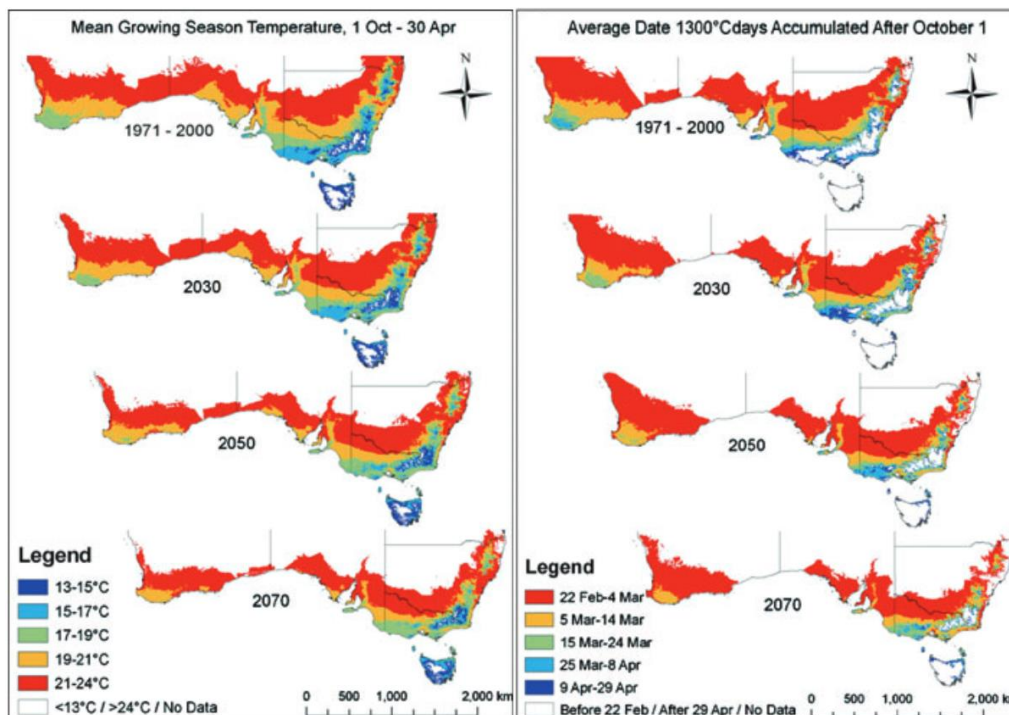 Mean Growing Season Temperature, 1 Oct - 30 Apr
N
1971 - 2000
2030
2050
2070
Legend
13-15°C
15-17°C
17-19°C
19-21°C
21-24°C
<13°C / >24°C / No Data
0 500 1,000 2,000 km
Average Date 1300°Cdays Accumulated After October 1
N
1971 - 2000
2030
2050
2070
Legend
22 Feb-4 Mar
5 Mar-14 Mar
15 Mar-24 Mar
25 Mar-8 Apr
9 Apr-29 Apr
Before 22 Feb / After 29 Apr / No Data
0 500 1,000 2,000 km